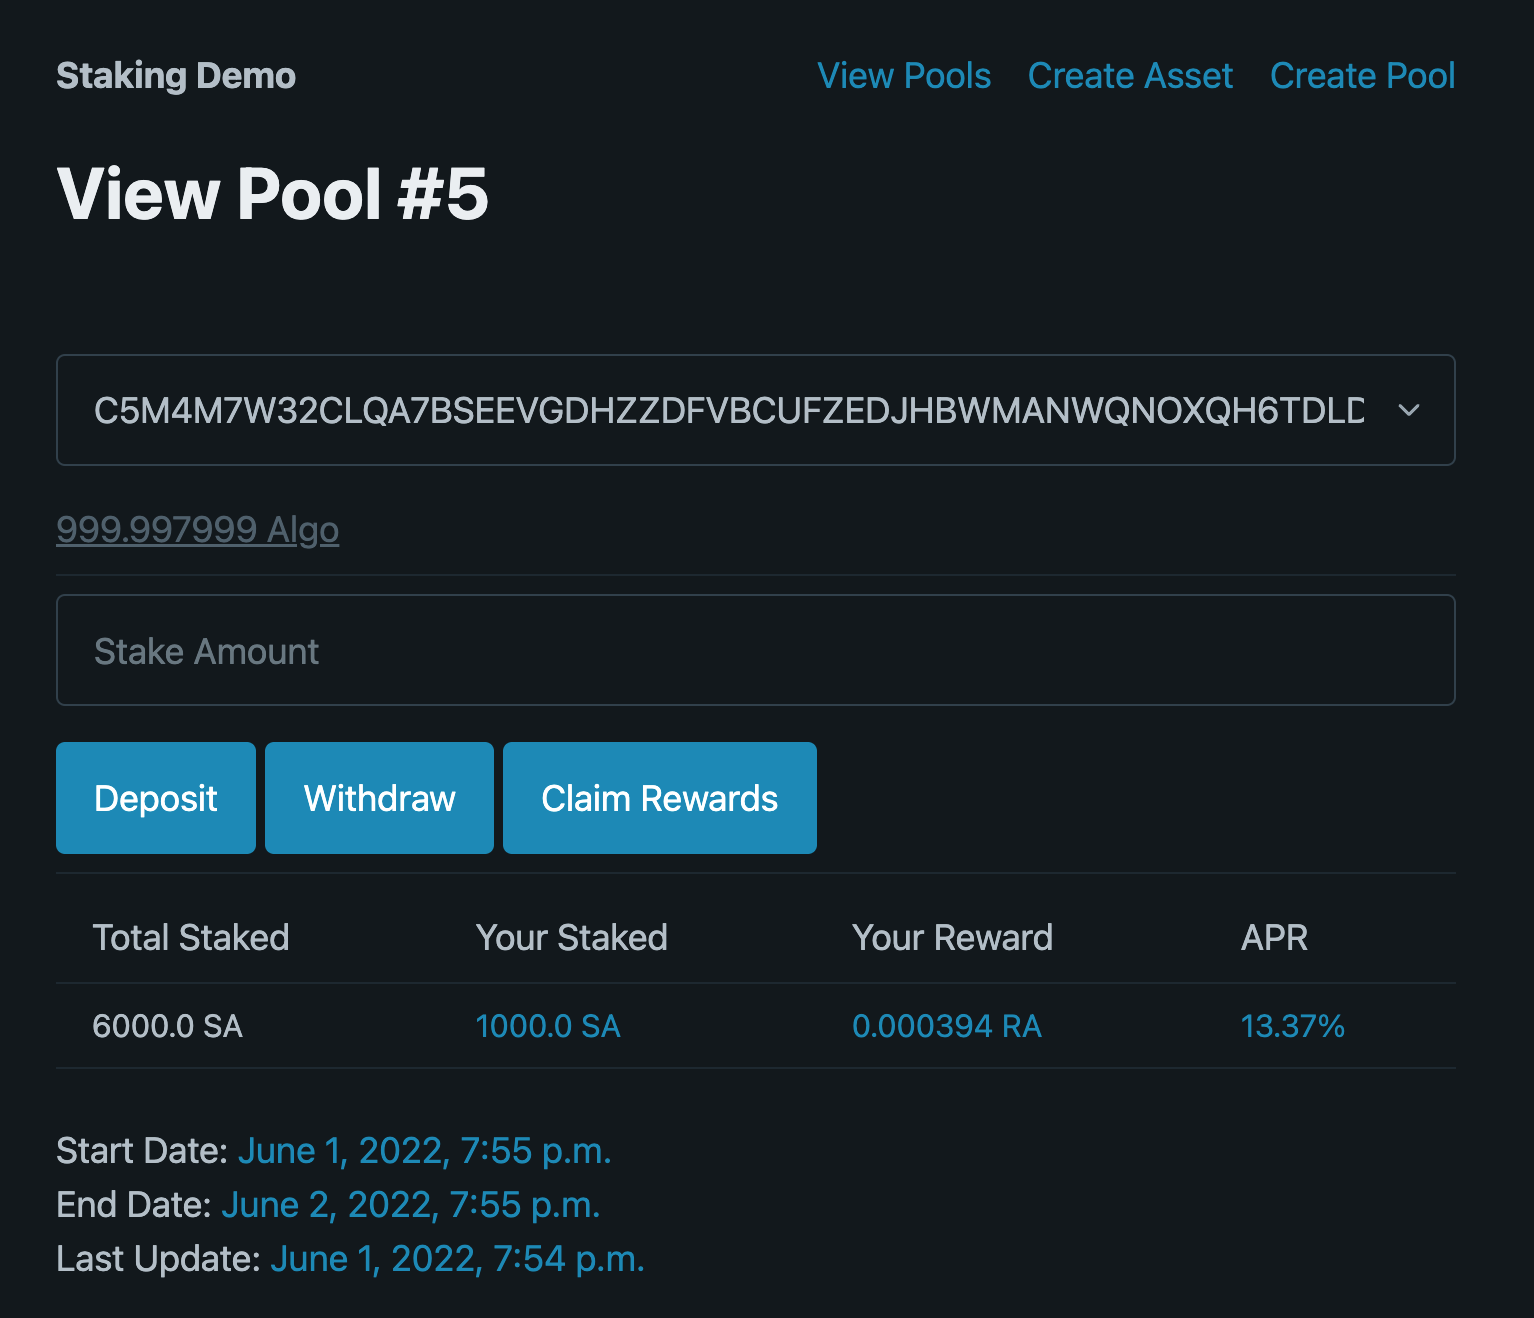 Staking Demo View Pools Create Asset Create Pool
View Pool #5
C5M4M7W32CLQA7BSEEVGDHZZDFVBCUFZEDJHBWMANWQNOXQH6TDLD
999.997999 Algo
Stake Amount
Deposit Withdraw Claim Rewards
Total Staked Your Staked Your Reward APR
6000.0 SA 1000.0 SA 0.000394 RA 13.37%
Start Date: June 1, 2022, 7:55 p.m.
End Date: June 2, 2022, 7:55 p.m.
Last Update: June 1, 2022, 7:54 p.m.